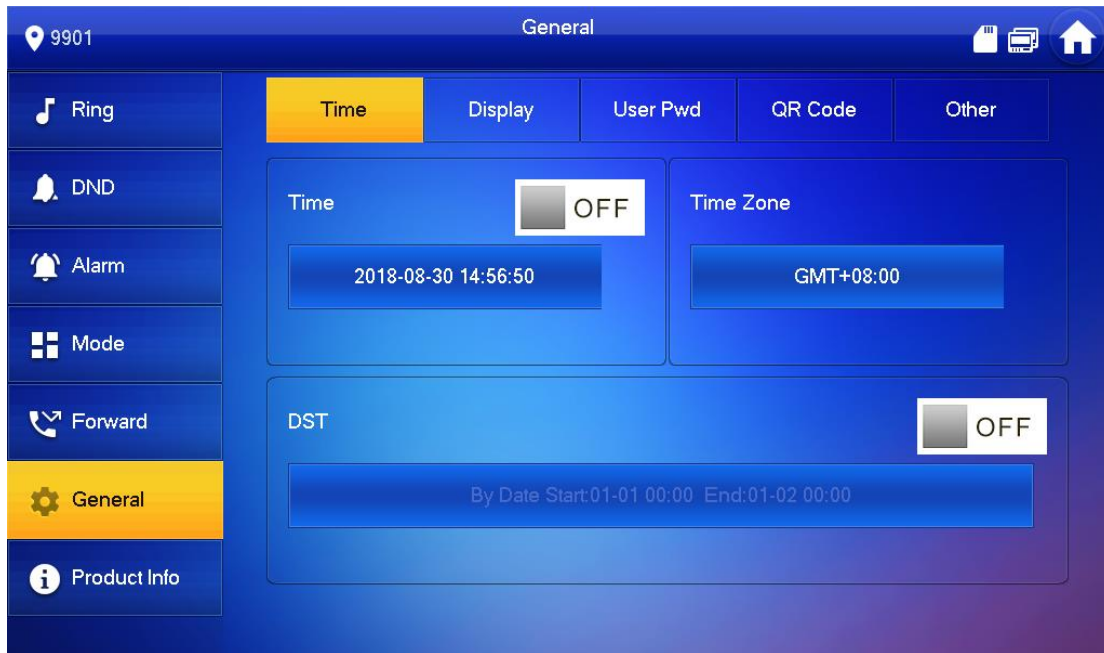 9901
General
Ring
DND
Alarm
Mode
Forward
General
Product Info
Time Display User Pwd QR Code Other
Time OFF
2018-08-30 14:56:50
Time Zone
GMT+08:00
DST OFF
By Date Start:01-01 00:00 End:01-02 00:00